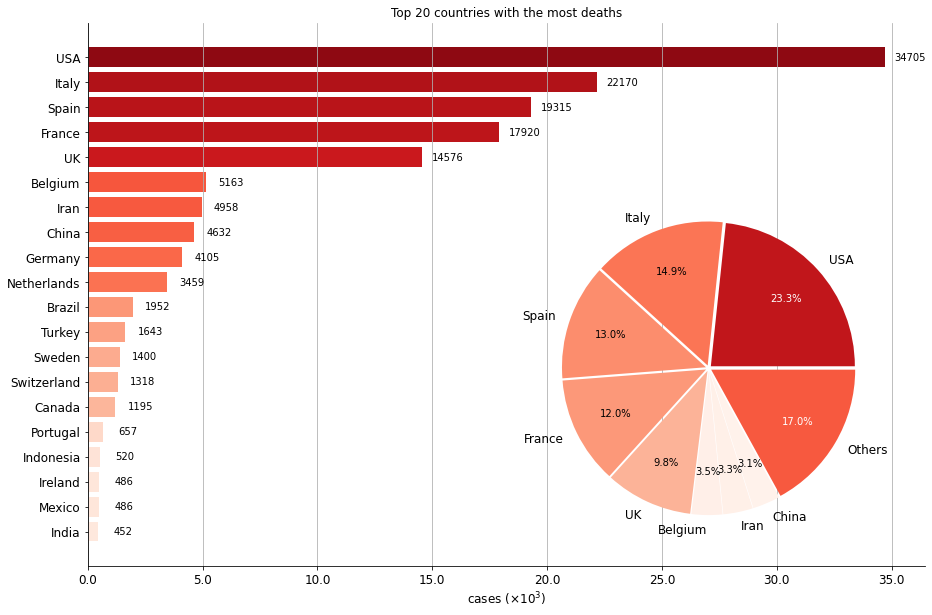 Top 20 countries with the most deaths
USA 34705
Italy 22170
Spain 19315
France 17920
UK 14576
Belgium 5163
Iran 4958
China 4632
Germany 4105
Netherlands 3459
Brazil 1952
Turkey 1643
Sweden 1400
Switzerland 1318
Canada 1195
Portugal 657
Indonesia 520
Ireland 486
Mexico 486
India 452
0.0 5.0 10.0 15.0 20.0 25.0 30.0 35.0
cases (×10³)
USA
23.3%
Italy
14.9%
Spain
13.0%
France
12.0%
UK
9.8%
Belgium
3.5%
Iran
3.3%
China
3.1%
Others
17.0%